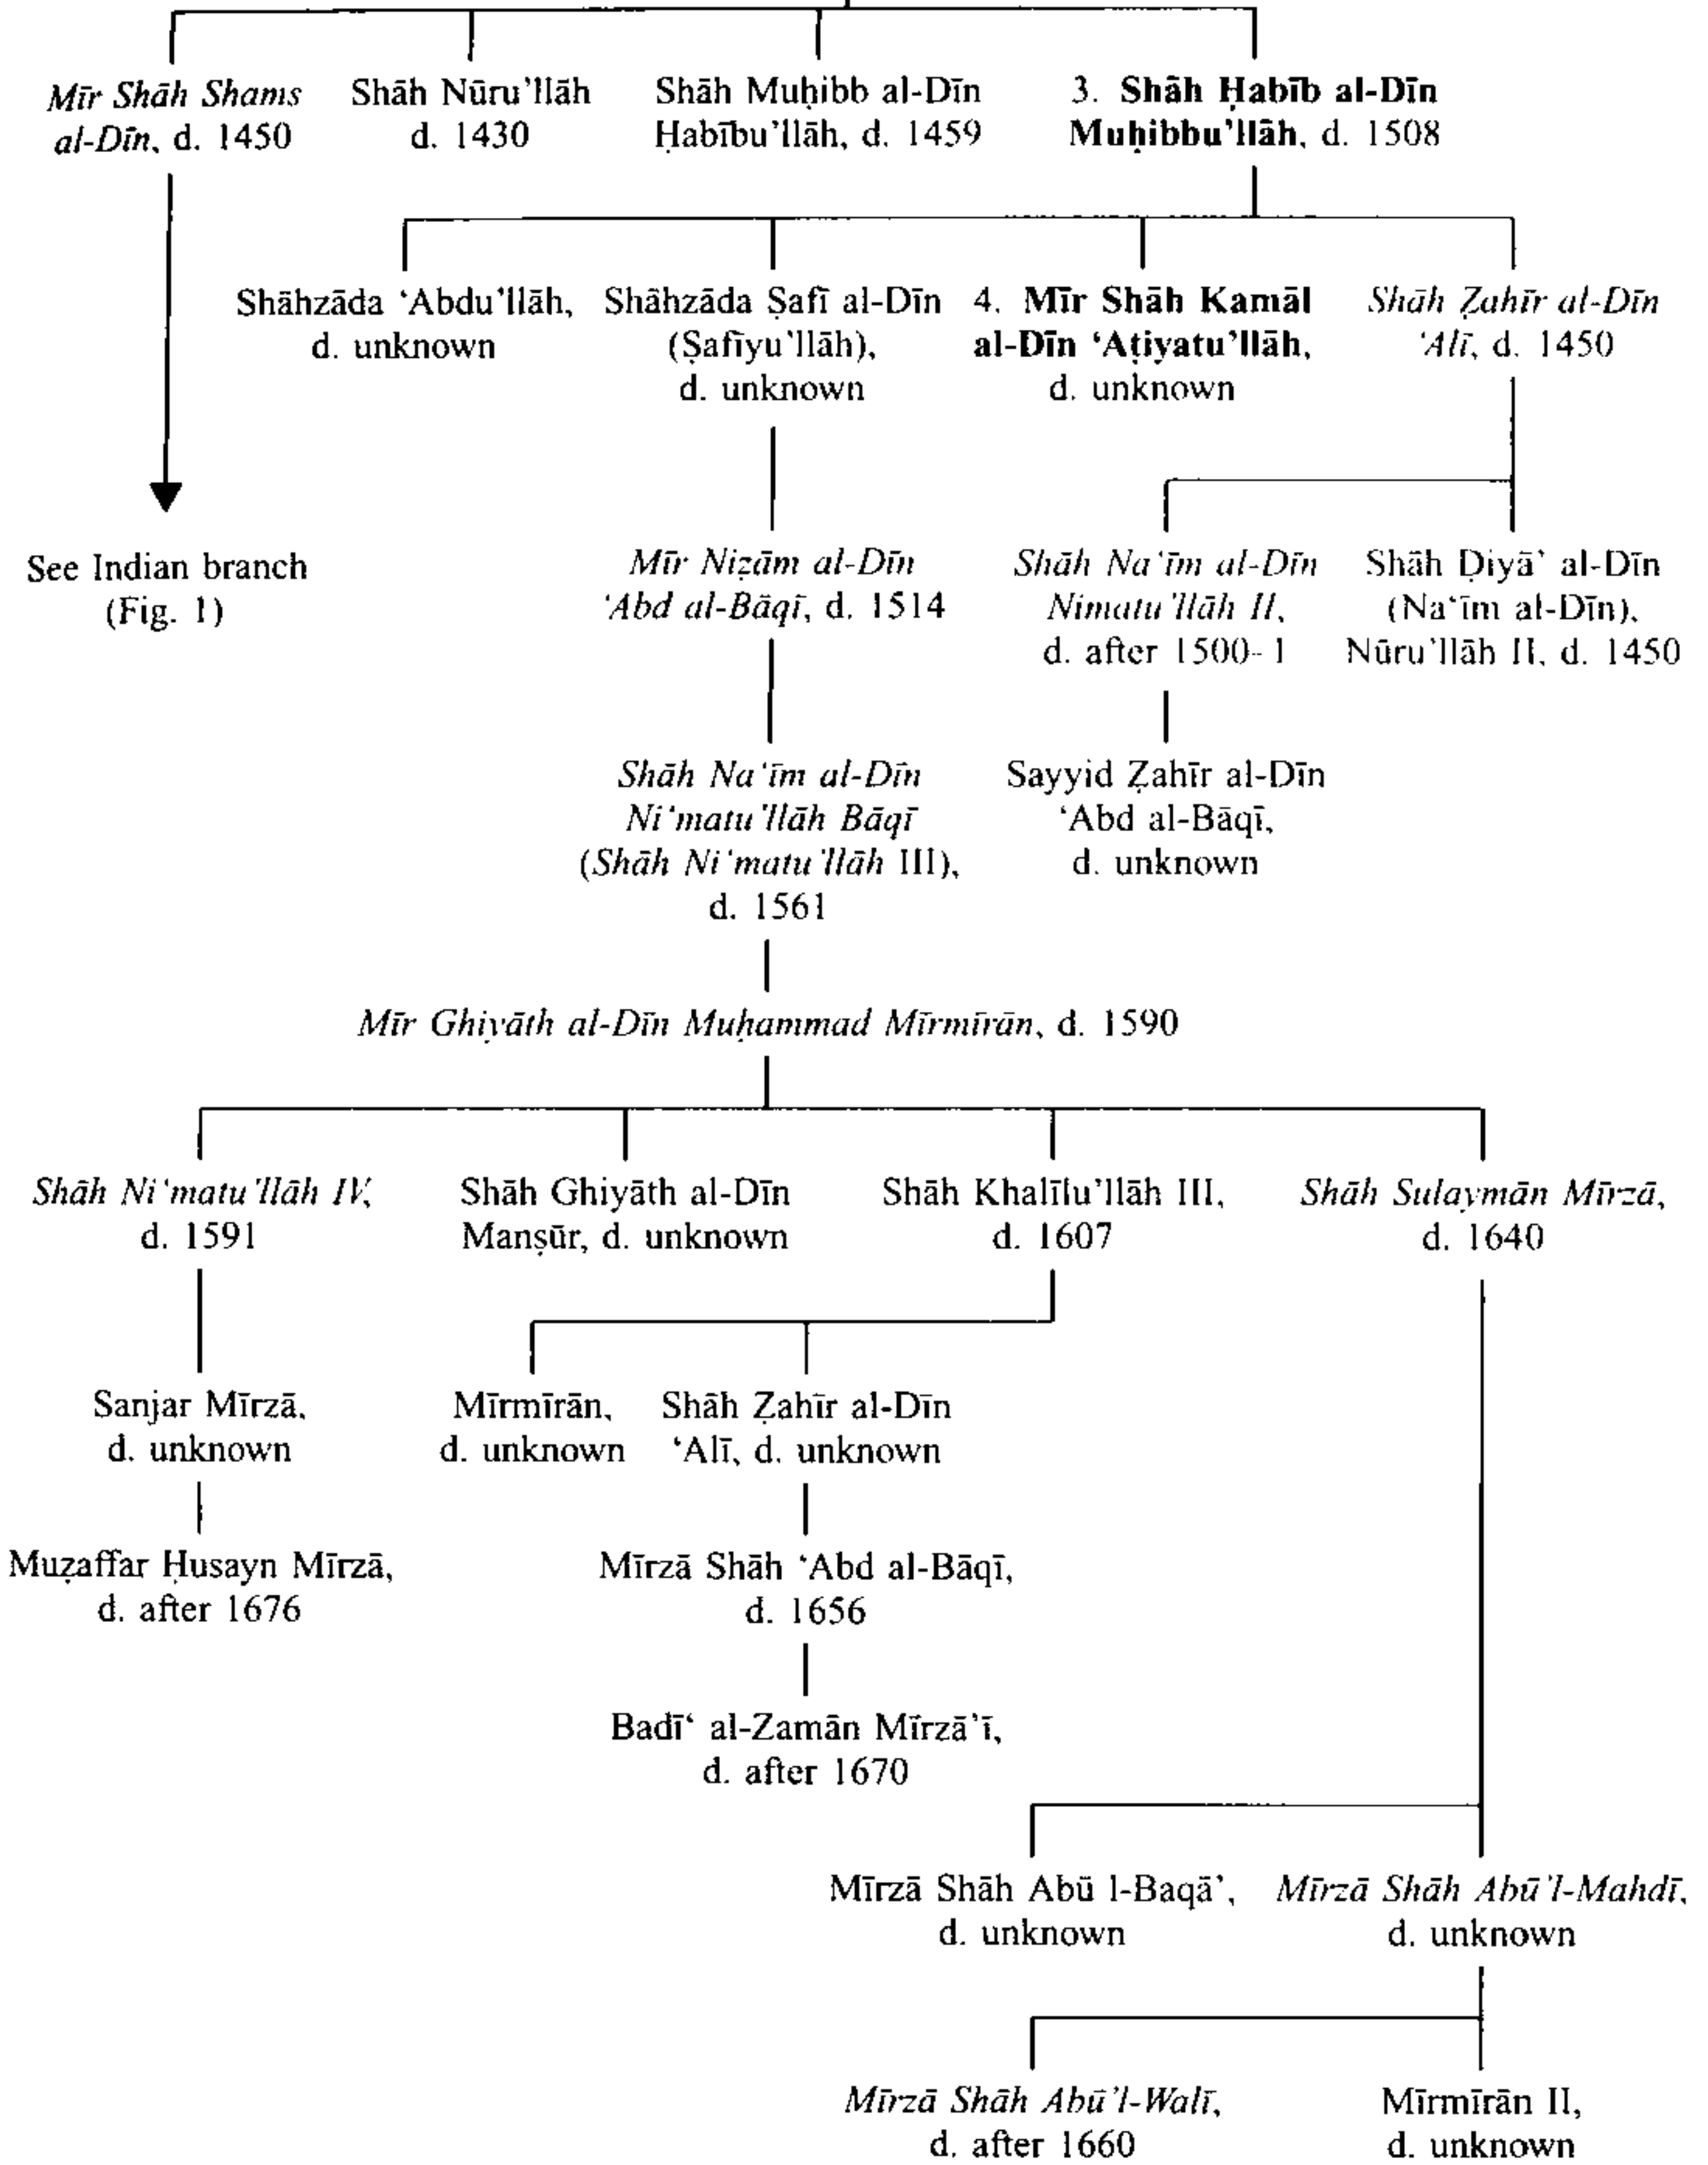 Mīr Shāh Shams
al-Dīn, d. 1450
Shāh Nūru’llāh
d. 1430
Shāh Muḥibb al-Dīn
Ḥabību’llāh, d. 1459
3. Shāh Ḥabīb al-Dīn
Muḥibbu’llāh, d. 1508
Shāhzāda ‘Abdu’llāh,
d. unknown
Shāhzāda Ṣafī al-Dīn
(Ṣafīyu’llāh),
d. unknown
4. Mīr Shāh Kamāl
al-Dīn ‘Aṭiyatu’llāh,
d. unknown
Shāh Ẓahīr al-Dīn
‘Alī, d. 1450
See Indian branch
(Fig. 1)
Mīr Niẓām al-Dīn
‘Abd al-Bāqī, d. 1514
Shāh Na‘īm al-Dīn
Nimatu’llāh II,
d. after 1500-1
Shāh Ḍiyā’ al-Dīn
(Na‘īm al-Dīn),
Nūru’llāh II, d. 1450
Shāh Na‘īm al-Dīn
Ni‘matu’llāh Bāqī
(Shāh Ni‘matu’llāh III),
d. 1561
Sayyid Ẓahīr al-Dīn
‘Abd al-Bāqī,
d. unknown
Mīr Ghiyāth al-Dīn Muḥammad Mīrmīrān, d. 1590
Shāh Ni‘matu’llāh IV,
d. 1591
Shāh Ghiyāth al-Dīn
Manṣūr, d. unknown
Shāh Khalīlu’llāh III,
d. 1607
Shāh Sulaymān Mīrzā,
d. 1640
Sanjar Mīrzā,
d. unknown
Mīrmīrān,
d. unknown
Shāh Ẓahīr al-Dīn
‘Alī, d. unknown
Muẓaffar Ḥusayn Mīrzā,
d. after 1676
Mīrzā Shāh ‘Abd al-Bāqī,
d. 1656
Badī‘ al-Zamān Mīrzā’ī,
d. after 1670
Mīrzā Shāh Abū l-Baqā’,
d. unknown
Mīrzā Shāh Abū’l-Mahdī,
d. unknown
Mīrzā Shāh Abū’l-Walī,
d. after 1660
Mīrmīrān II,
d. unknown